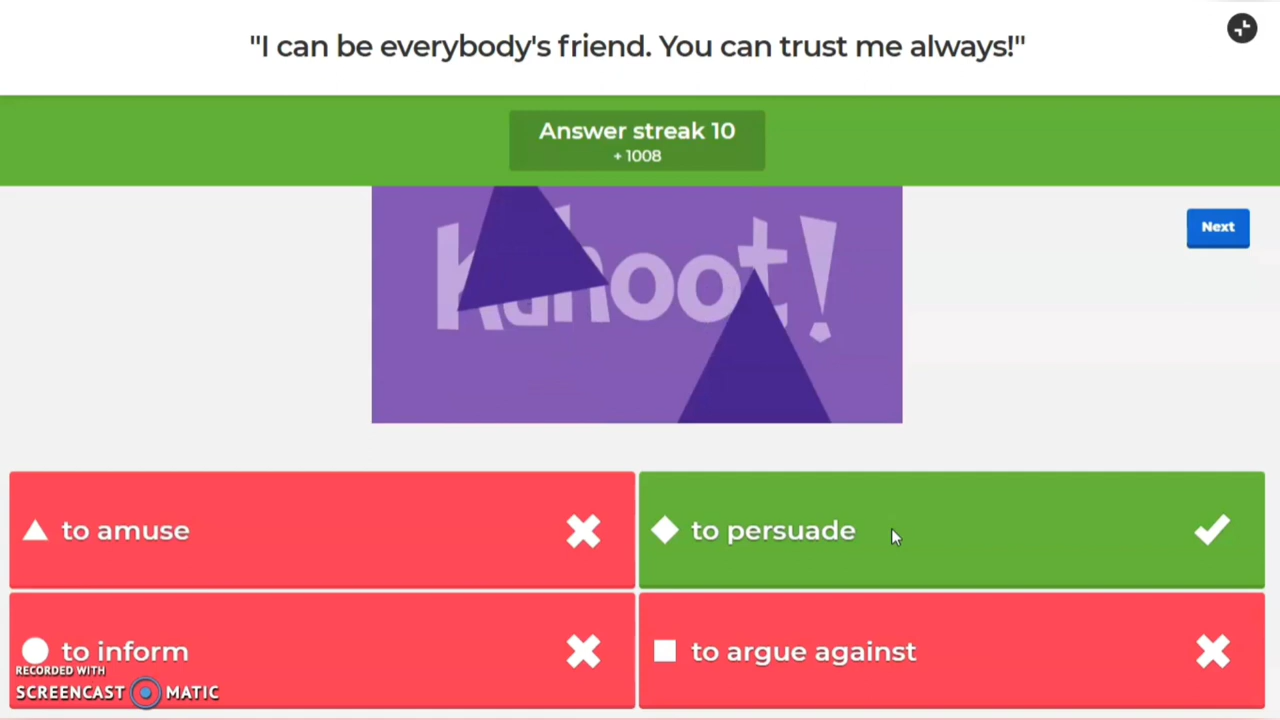 "I can be everybody's friend. You can trust me always!"
Answer streak 10
+ 1008
kahoot!
Next
to amuse
to persuade
to inform
to argue against
RECORDED WITH
SCREENCAST MATIC